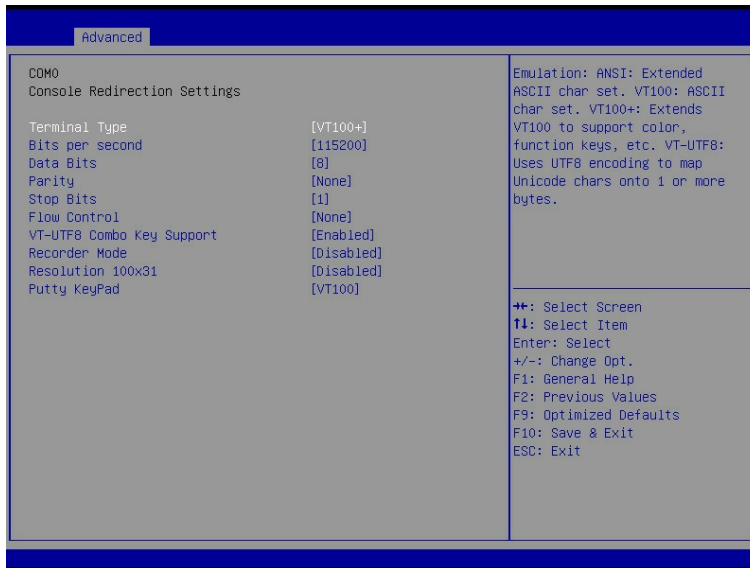 Advanced
COM0
Console Redirection Settings
Terminal Type [VT100+]
Bits per second [115200]
Data Bits [8]
Parity [None]
Stop Bits [1]
Flow Control [None]
VT-UTF8 Combo Key Support [Enabled]
Recorder Mode [Disabled]
Resolution 100x31 [Disabled]
Putty KeyPad [VT100]
Emulation: ANSI: Extended
ASCII char set. VT100: ASCII
char set. VT100+: Extends
VT100 to support color,
function keys, etc. VT-UTF8:
Uses UTF8 encoding to map
Unicode chars onto 1 or more
bytes.
→←: Select Screen
↑↓: Select Item
Enter: Select
+/-: Change Opt.
F1: General Help
F2: Previous Values
F9: Optimized Defaults
F10: Save & Exit
ESC: Exit